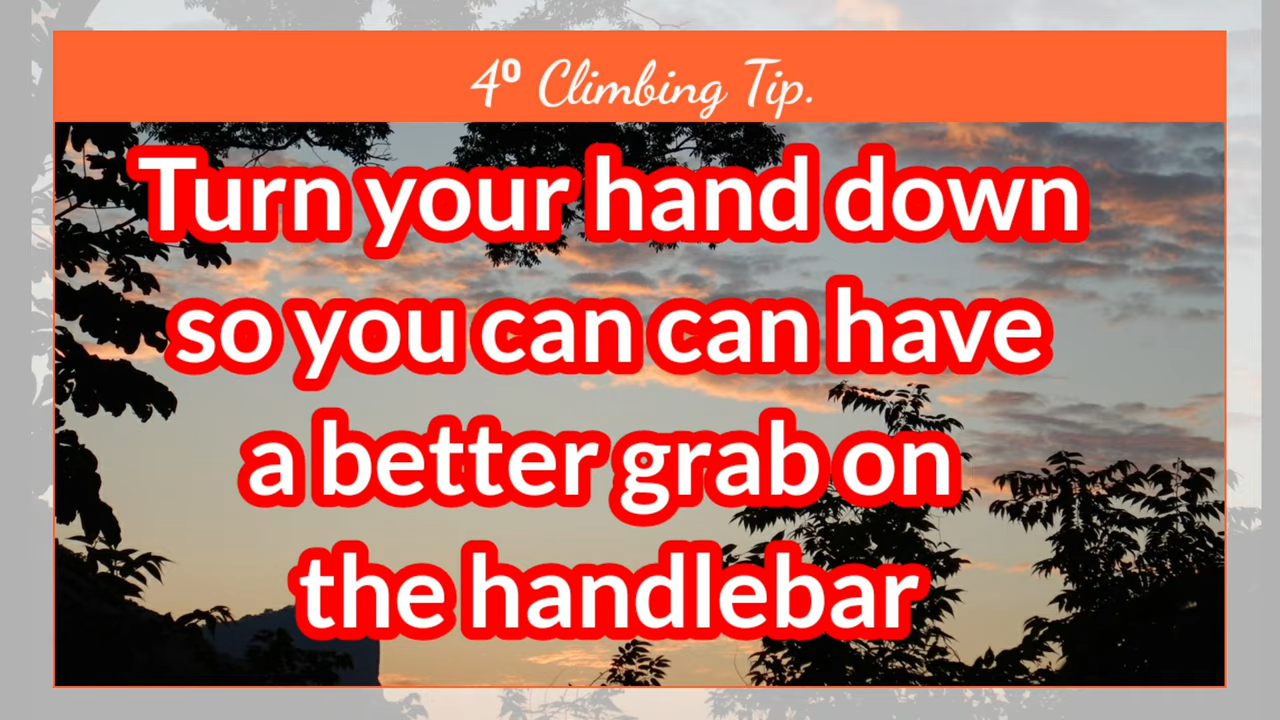 4º Climbing Tip.
Turn your hand down
so you can can have
a better grab on
the handlebar